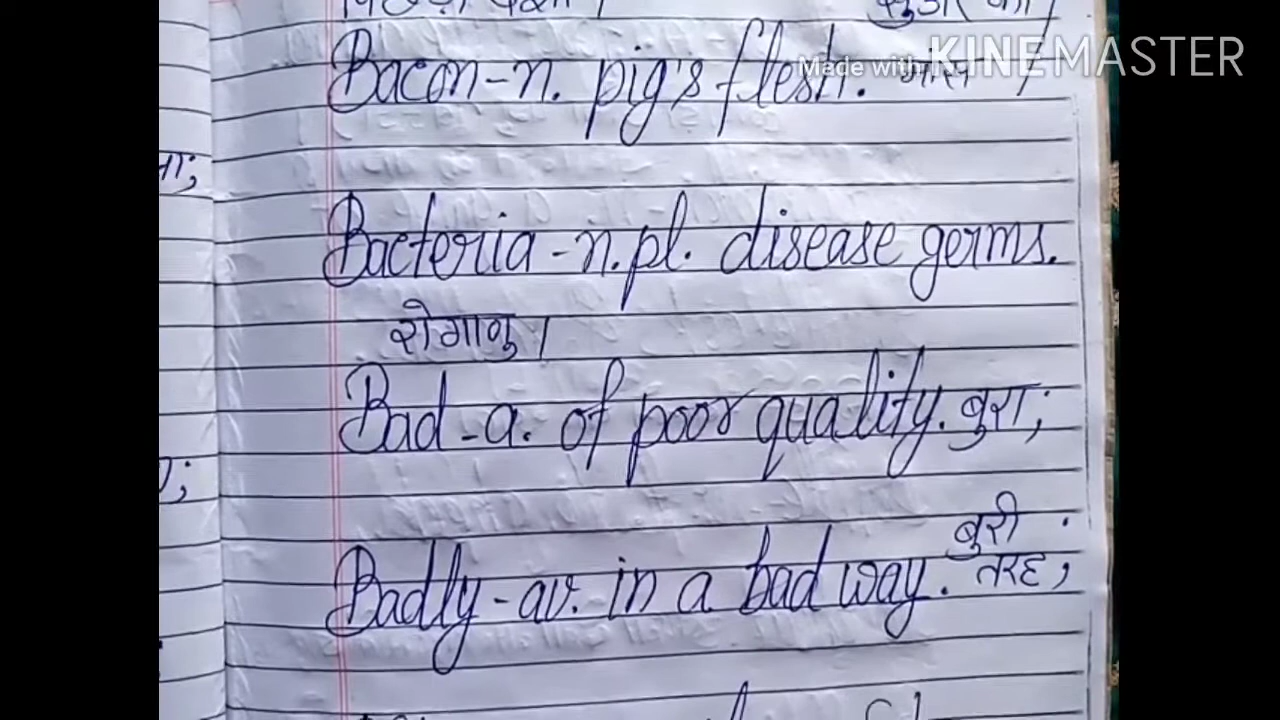 सुअर का
Bacon-n. pig's flesh. मांस।
Made with KINEMASTER
ना;
Bacteria-n.pl. disease germs.
रोगाणु।
Bad-a. of poor quality. बुरा;
बुरी
Badly-av. in a bad way. तरह;